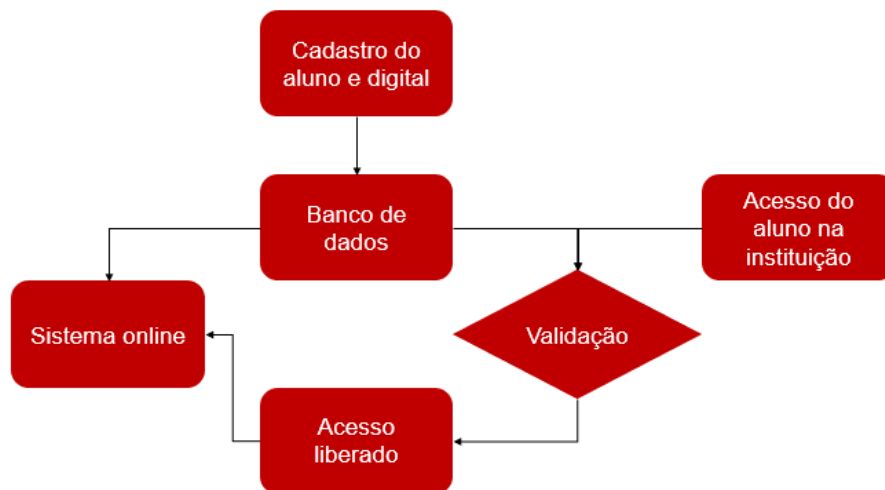 Cadastro do
aluno e digital
Banco de
dados
Acesso do
aluno na
instituição
Sistema online
Validação
Acesso
liberado